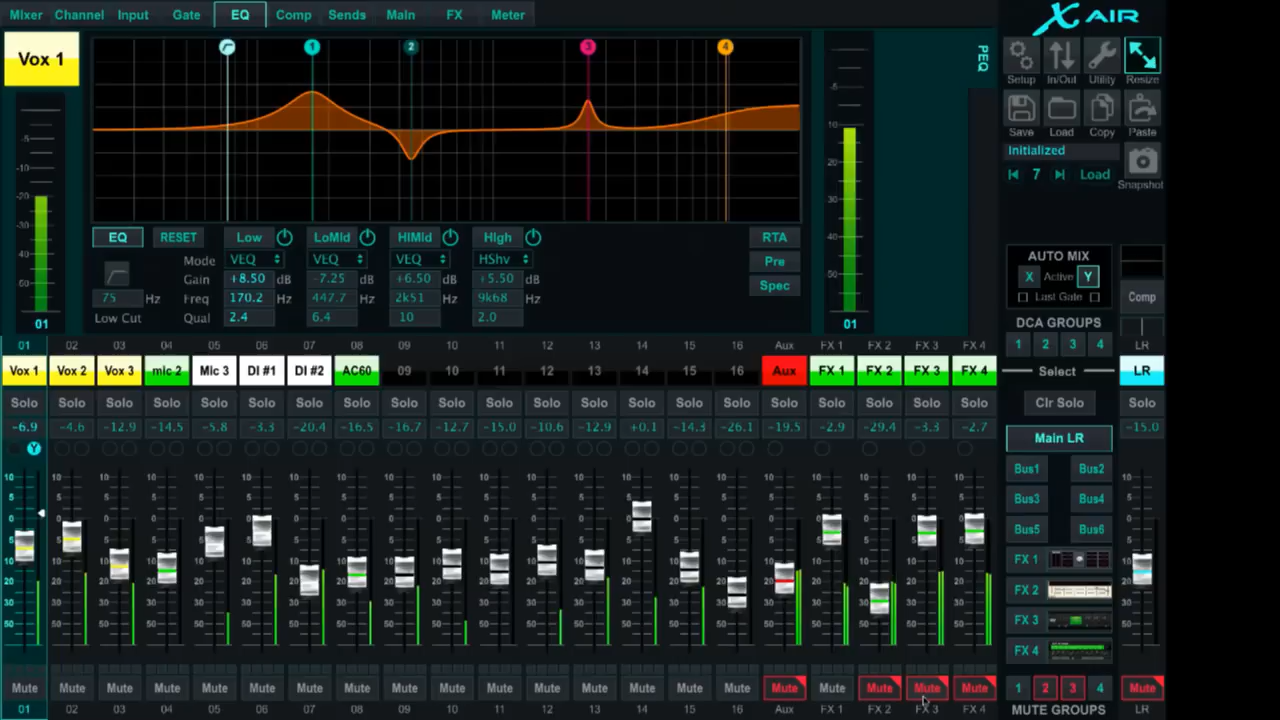 Mixer Channel Input Gate EQ Comp Sends Main FX Meter
X AIR
Vox 1
1 2 3 4
PEQ
Setup In/Out Utility Resize
Save Load Copy Paste
Initialized
7 Load
Snapshot
EQ RESET Low LoMid HiMid High
RTA
Mode VEQ VEQ VEQ HShv
Pre
Gain +8.50 dB -7.25 dB +6.50 dB +5.50 dB
Spec
75 Hz Freq 170.2 Hz 447.7 Hz 2k51 Hz 9k68 Hz
Low Cut Qual 2.4 6.4 10 2.0
01
01
AUTO MIX
X Active Y
Last Gate
Comp
DCA GROUPS
1 2 3 4
01 02 03 04 05 06 07 08 09 10 11 12 13 14 15 16 Aux FX 1 FX 2 FX 3 FX 4 LR
Vox 1 Vox 2 Vox 3 mic 2 Mic 3 DI #1 DI #2 AC60 09 10 11 12 13 14 15 16 Aux FX 1 FX 2 FX 3 FX 4 Select LR
Solo Solo Solo Solo Solo Solo Solo Solo Solo Solo Solo Solo Solo Solo Solo Solo Solo Solo Solo Solo Solo Clr Solo Solo
-6.9 -4.6 -12.9 -14.5 -5.8 -3.3 -20.4 -16.5 -16.7 -12.7 -15.0 -10.6 -12.9 +0.1 -14.3 -26.1 -19.5 -2.9 -29.4 -3.3 -2.7 -15.0
Y
Main LR
Bus1 Bus2
Bus3 Bus4
Bus5 Bus6
FX 1
FX 2
FX 3
FX 4
Mute Mute Mute Mute Mute Mute Mute Mute Mute Mute Mute Mute Mute Mute Mute Mute Mute Mute Mute Mute Mute 1 2 3 4 Mute
01 02 03 04 05 06 07 08 09 10 11 12 13 14 15 16 Aux FX 1 FX 2 FX 3 FX 4 MUTE GROUPS LR